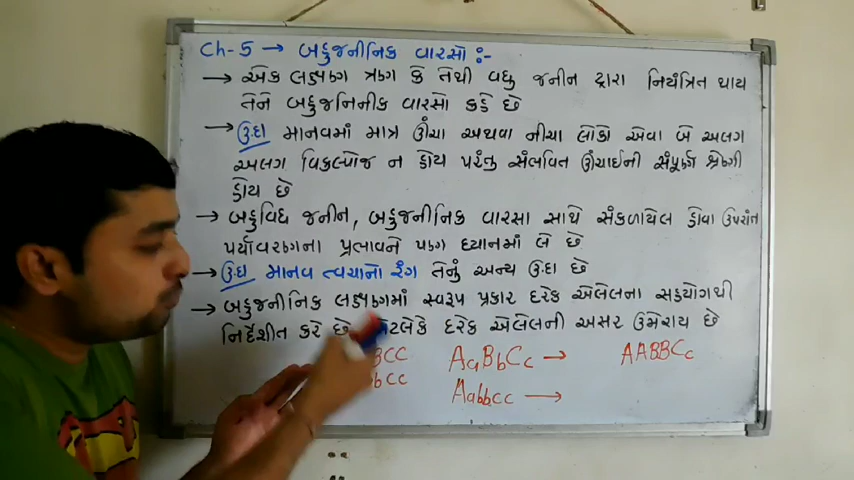 Ch-5 → બહુજનીનિક વારસો :-
→ એક લક્ષણ ત્રણ કે તેથી વધુ જનીન દ્વારા નિયંત્રિત થાય
તેને બહુજનિનીક વારસો કહે છે
→ ઉદા માનવમાં માત્ર ઊંચા અથવા નીચા લોકો એવા બે અલગ
અલગ વિકલ્પોજ ન હોય પરંતુ સંભવિત ઊંચાઈની સંપૂર્ણ શ્રેણી
હોય છે
→ બહુવિધ જનીન, બહુજનીનિક વારસા સાથે સંકળાયેલ હોવા ઉપરાંત
પર્યાવરણના પ્રભાવને પણ ધ્યાનમાં લે છે
→ ઉદા માનવ ત્વચાનો રંગ તેનું અન્ય ઉદા છે
→ બહુજનીનિક લક્ષણમાં સ્વરૂપ પ્રકાર દરેક એલેલના સહયોગથી
નિર્દેશીત કરે છે એટલેકે દરેક એલેલની અસર ઉમેરાય છે
BCC AaBbCc → AABBCc
bcc Aabbcc →